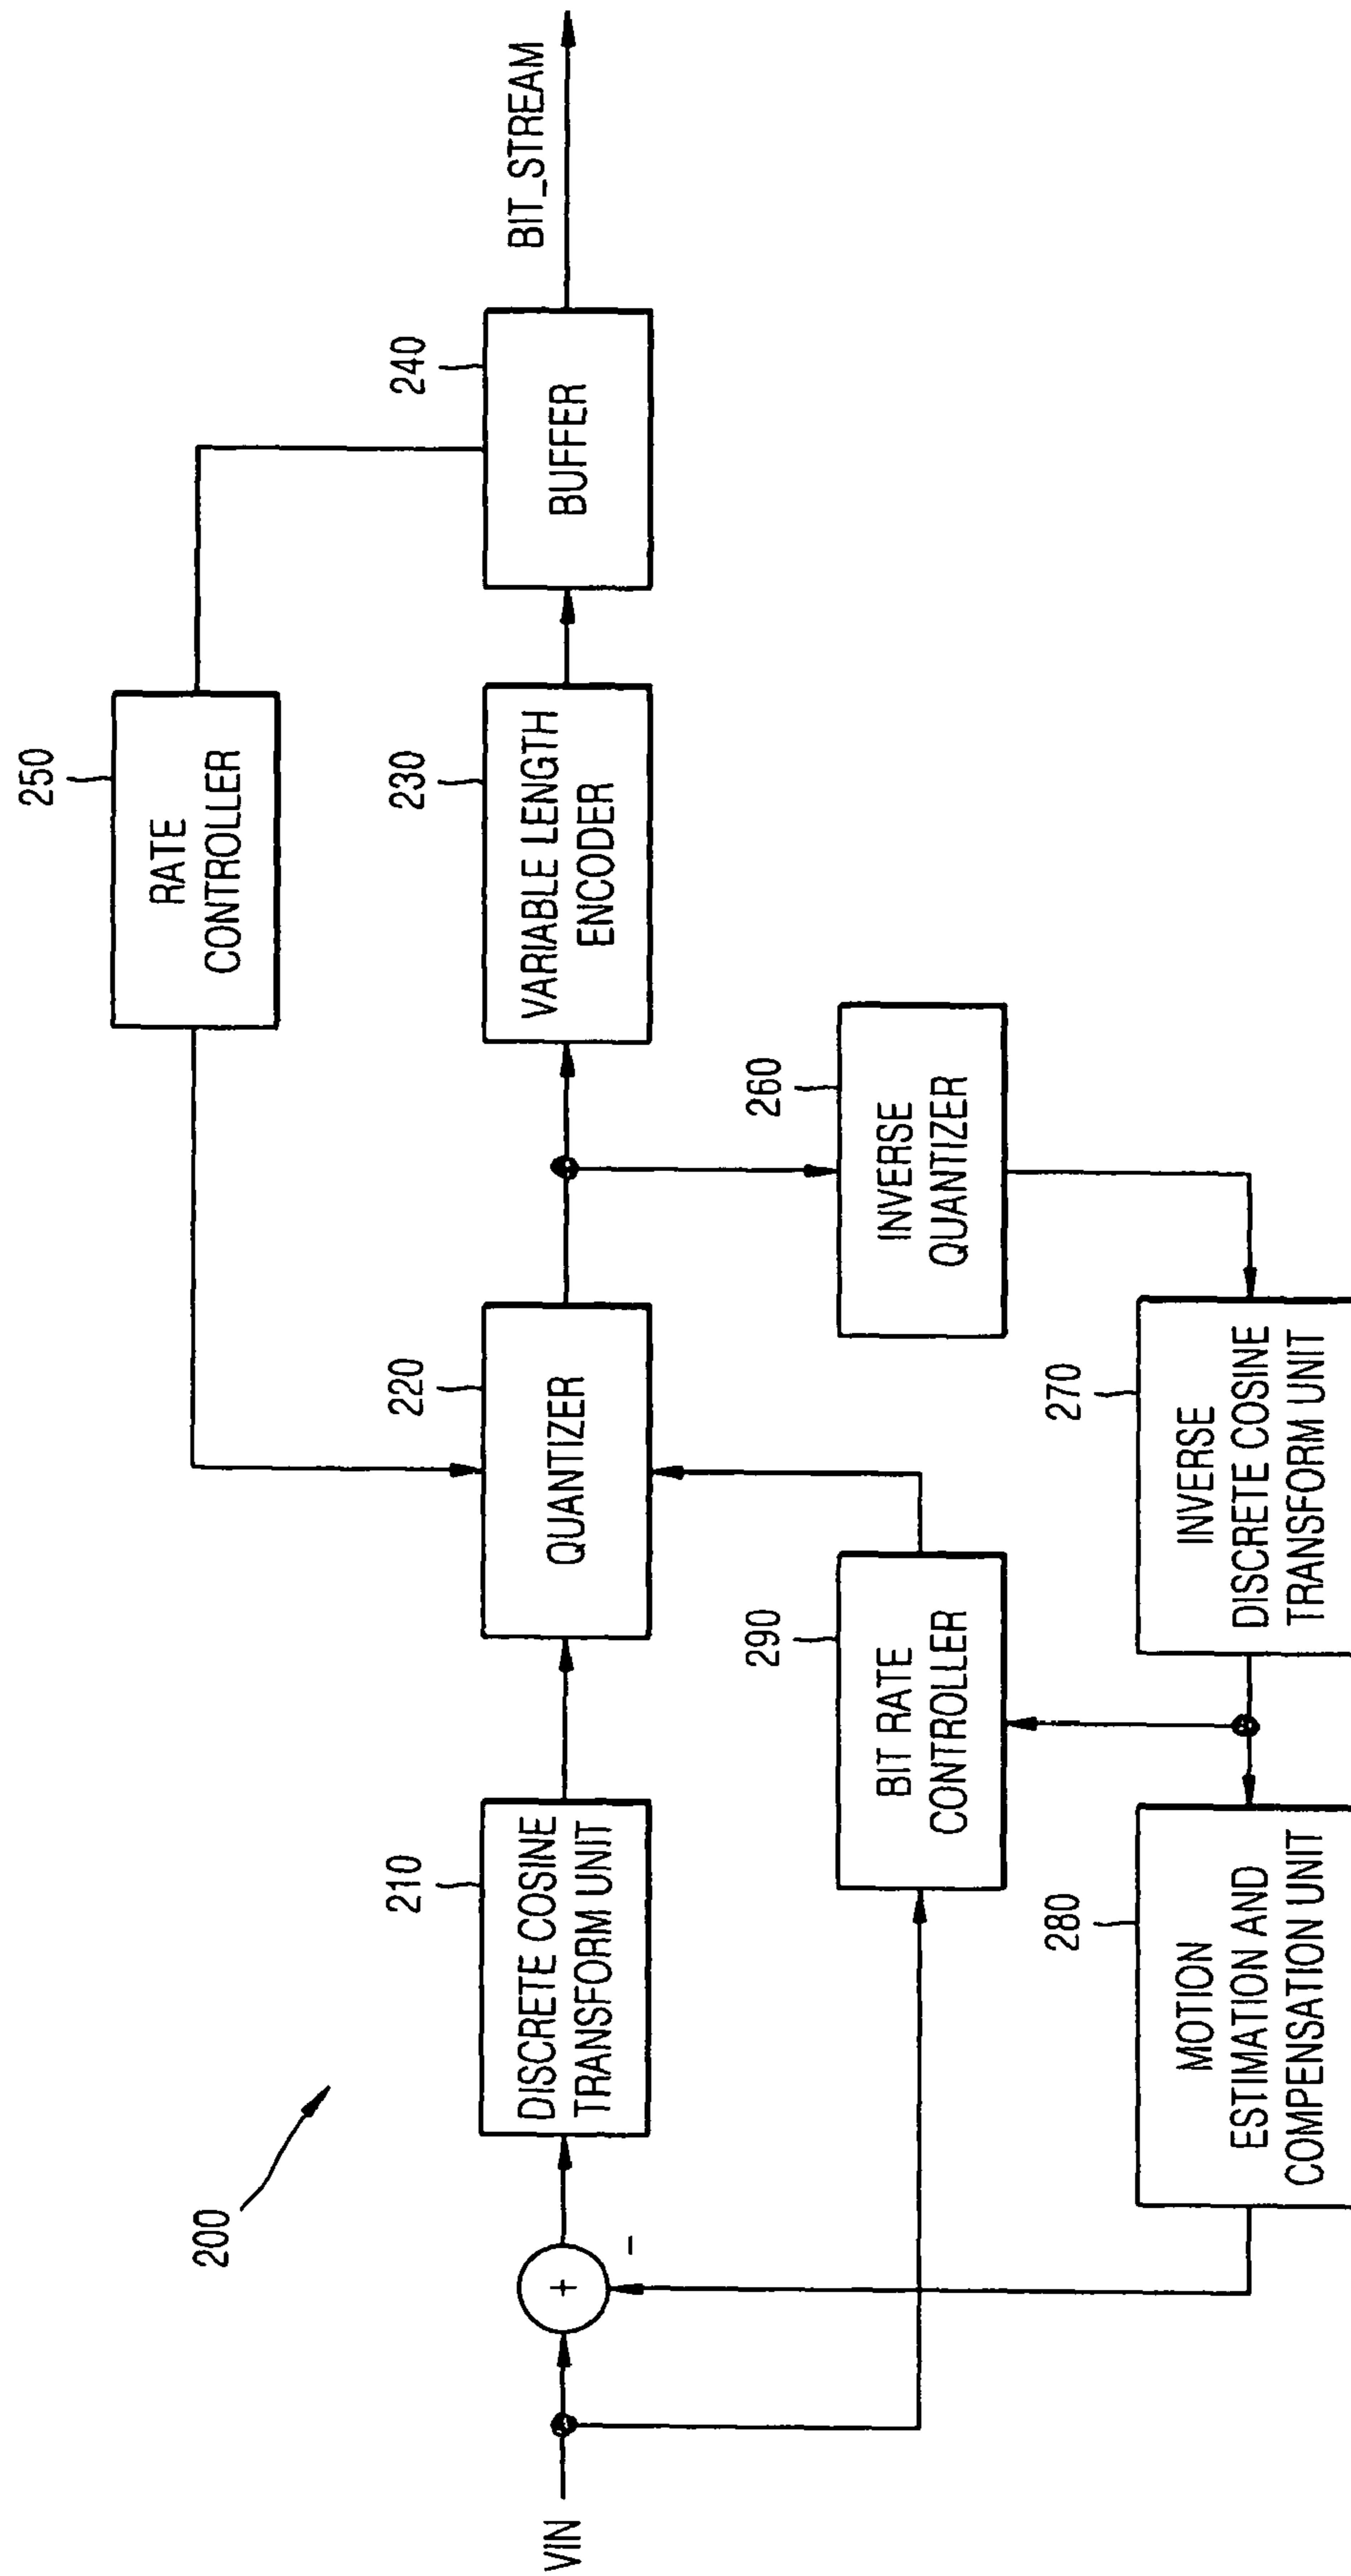 200
VIN
+
-
210
DISCRETE COSINE
TRANSFORM UNIT
220
QUANTIZER
230
VARIABLE LENGTH
ENCODER
240
BUFFER
BIT_STREAM
250
RATE
CONTROLLER
260
INVERSE
QUANTIZER
290
BIT RATE
CONTROLLER
270
INVERSE
DISCRETE COSINE
TRANSFORM UNIT
280
MOTION
ESTIMATION AND
COMPENSATION UNIT